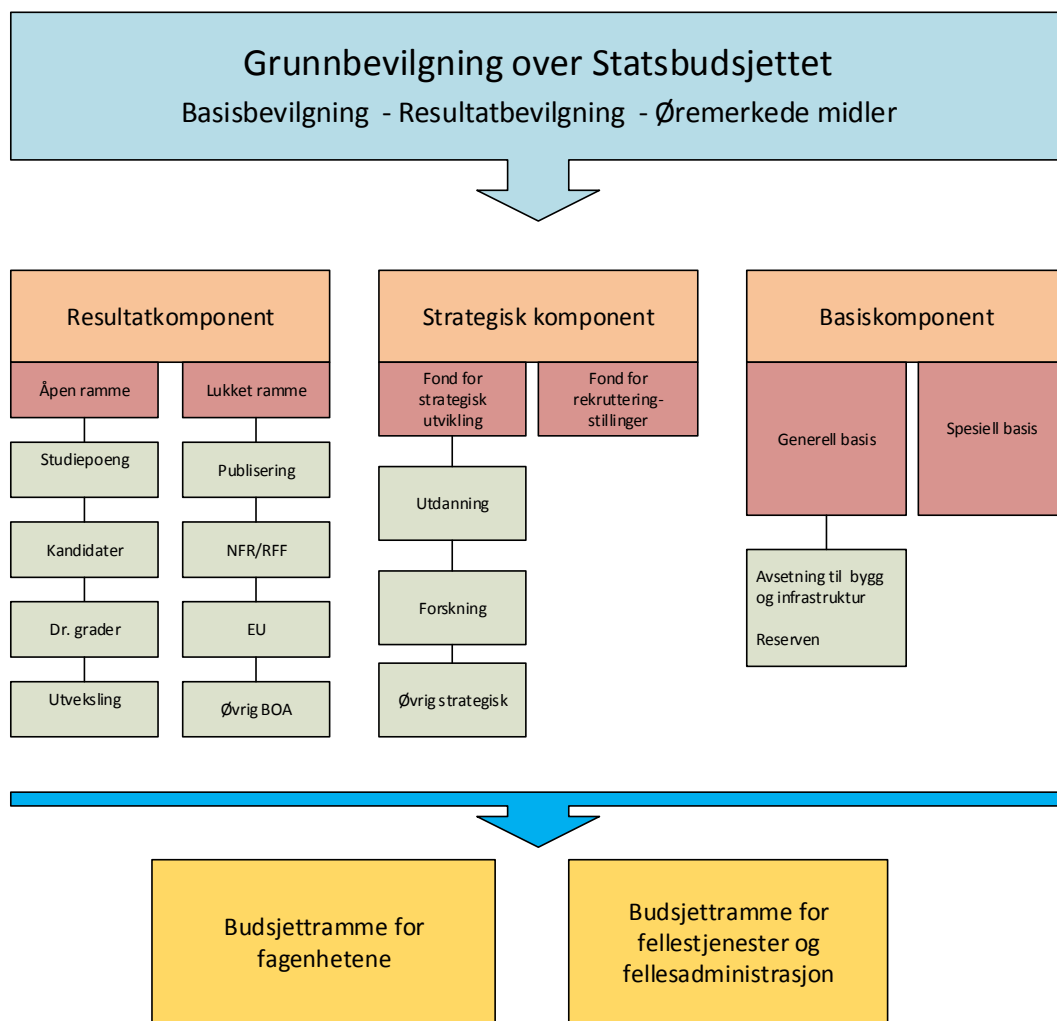 Grunnbevilgning over Statsbudsjettet
Basisbevilgning - Resultatbevilgning - Øremerkede midler
Resultatkomponent
Åpen ramme
Lukket ramme
Studiepoeng
Publisering
Kandidater
NFR/RFF
Dr. grader
EU
Utveksling
Øvrig BOA
Strategisk komponent
Fond for
strategisk
utvikling
Fond for
rekruttering-
stillinger
Utdanning
Forskning
Øvrig strategisk
Basiskomponent
Generell basis
Spesiell basis
Avsetning til bygg
og infrastruktur
Reserven
Budsjettramme for
fagenhetene
Budsjettramme for
fellestjenester og
fellesadministrasjon